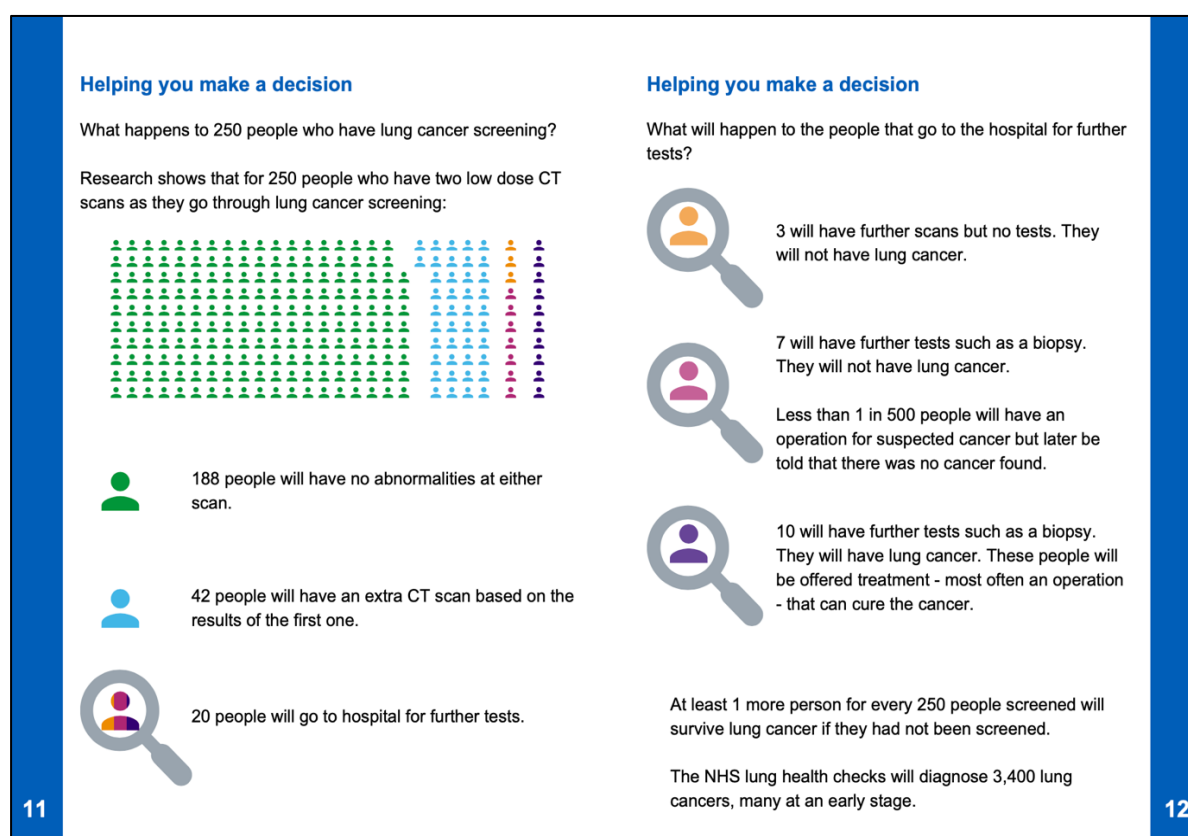 Helping you make a decision
What happens to 250 people who have lung cancer screening?
Research shows that for 250 people who have two low dose CT
scans as they go through lung cancer screening:
188 people will have no abnormalities at either
scan.
42 people will have an extra CT scan based on the
results of the first one.
20 people will go to hospital for further tests.
11
Helping you make a decision
What will happen to the people that go to the hospital for further
tests?
3 will have further scans but no tests. They
will not have lung cancer.
7 will have further tests such as a biopsy.
They will not have lung cancer.
Less than 1 in 500 people will have an
operation for suspected cancer but later be
told that there was no cancer found.
10 will have further tests such as a biopsy.
They will have lung cancer. These people will
be offered treatment - most often an operation
- that can cure the cancer.
At least 1 more person for every 250 people screened will
survive lung cancer if they had not been screened.
The NHS lung health checks will diagnose 3,400 lung
cancers, many at an early stage.
12